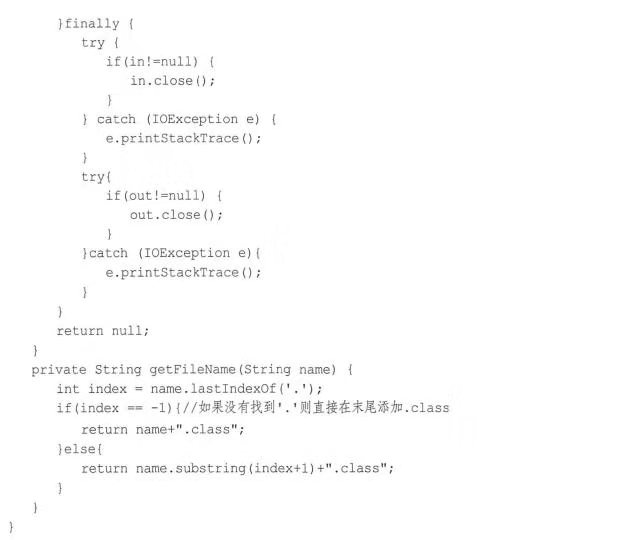 }finally {
try {
if(in!=null) {
in.close();
}
} catch (IOException e) {
e.printStackTrace();
}
try{
if(out!=null) {
out.close();
}
}catch (IOException e){
e.printStackTrace();
}
}
return null;
}
private String getFileName(String name) {
int index = name.lastIndexOf('.');
if(index == -1){//如果没有找到'.'则直接在末尾添加.class
return name+".class";
}else{
return name.substring(index+1)+".class";
}
}
}